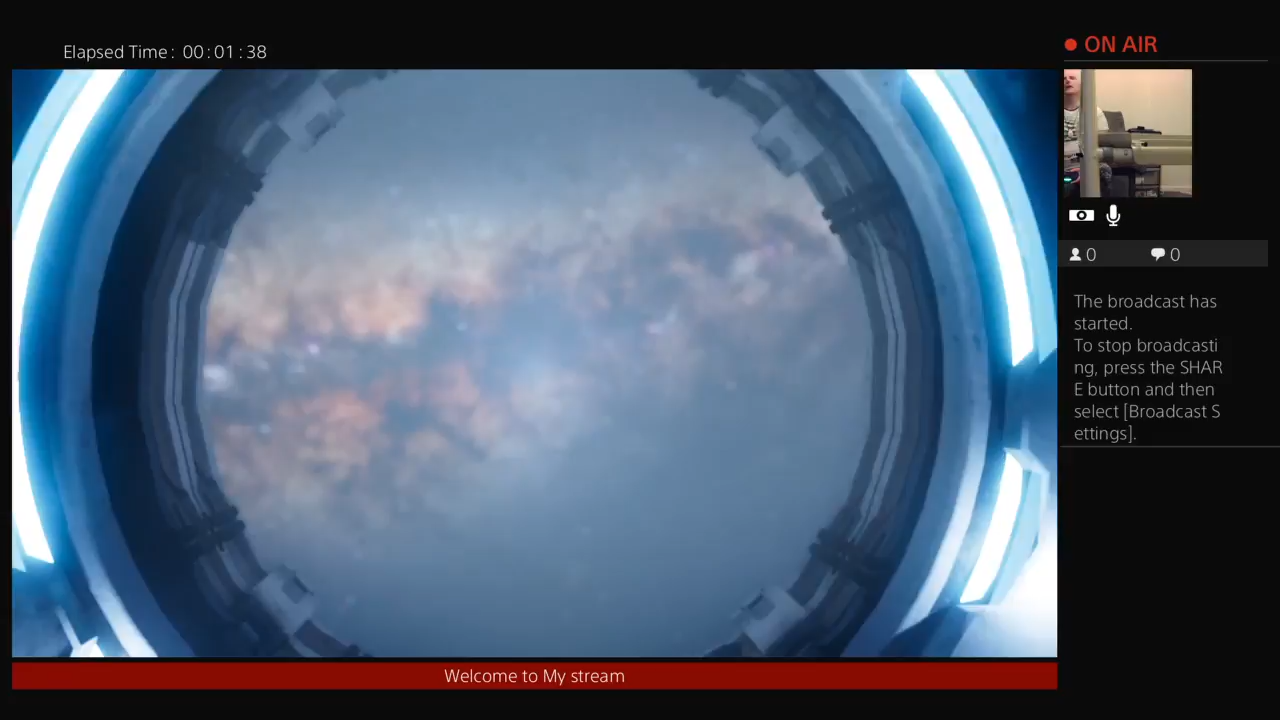 Elapsed Time: 00:01:38
ON AIR
0 0
The broadcast has
started.
To stop broadcasti
ng, press the SHAR
E button and then
select [Broadcast S
ettings].
Welcome to My stream